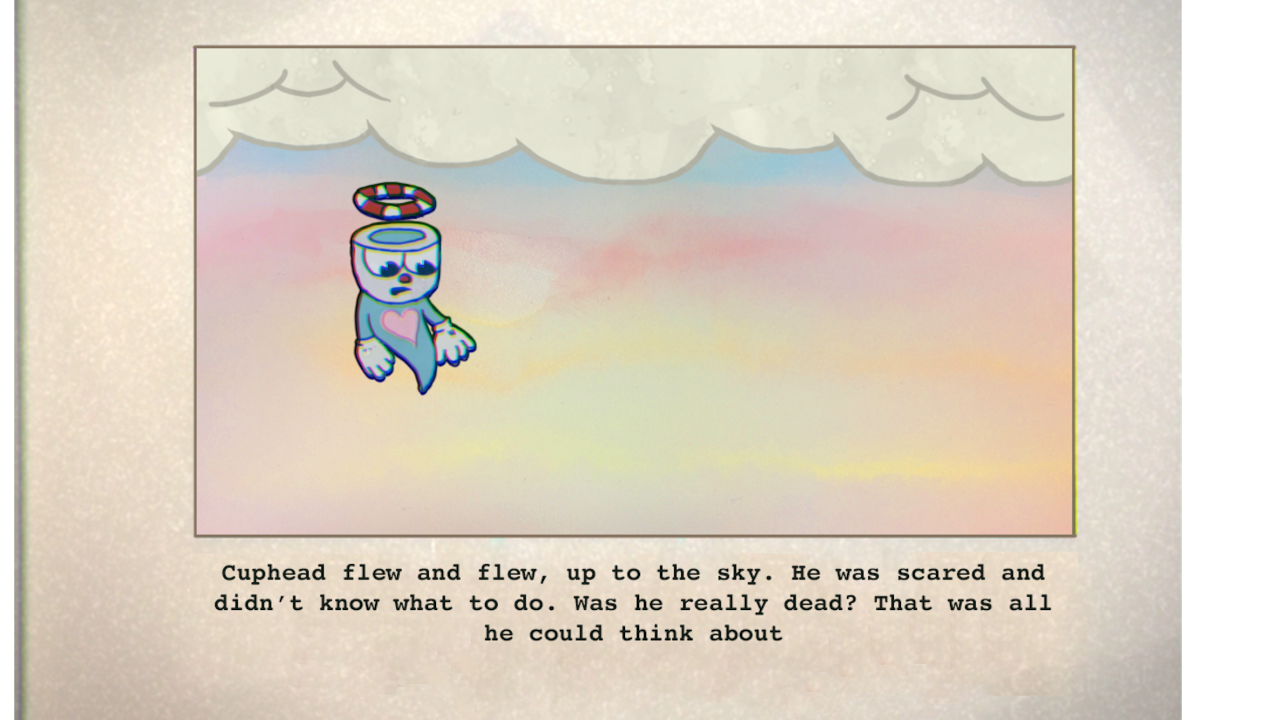 Cuphead flew and flew, up to the sky. He was scared and
didn’t know what to do. Was he really dead? That was all
he could think about